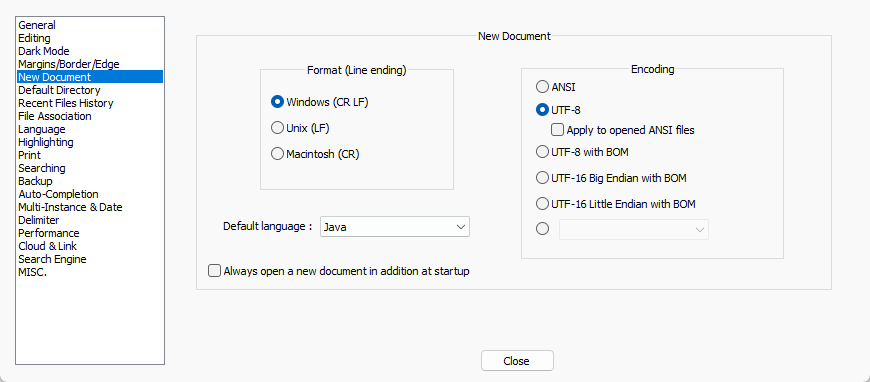 General
Editing
Dark Mode
Margins/Border/Edge
New Document
Default Directory
Recent Files History
File Association
Language
Highlighting
Print
Searching
Backup
Auto-Completion
Multi-Instance & Date
Delimiter
Performance
Cloud & Link
Search Engine
MISC.
New Document
Format (Line ending)
Windows (CR LF)
Unix (LF)
Macintosh (CR)
Encoding
ANSI
UTF-8
Apply to opened ANSI files
UTF-8 with BOM
UTF-16 Big Endian with BOM
UTF-16 Little Endian with BOM
Default language : Java
Always open a new document in addition at startup
Close